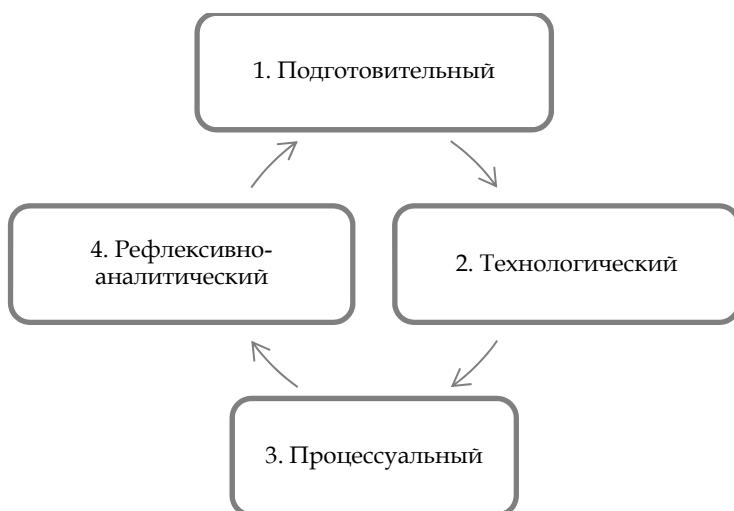 1. Подготовительный
4. Рефлексивно-
аналитический
2. Технологический
3. Процессуальный